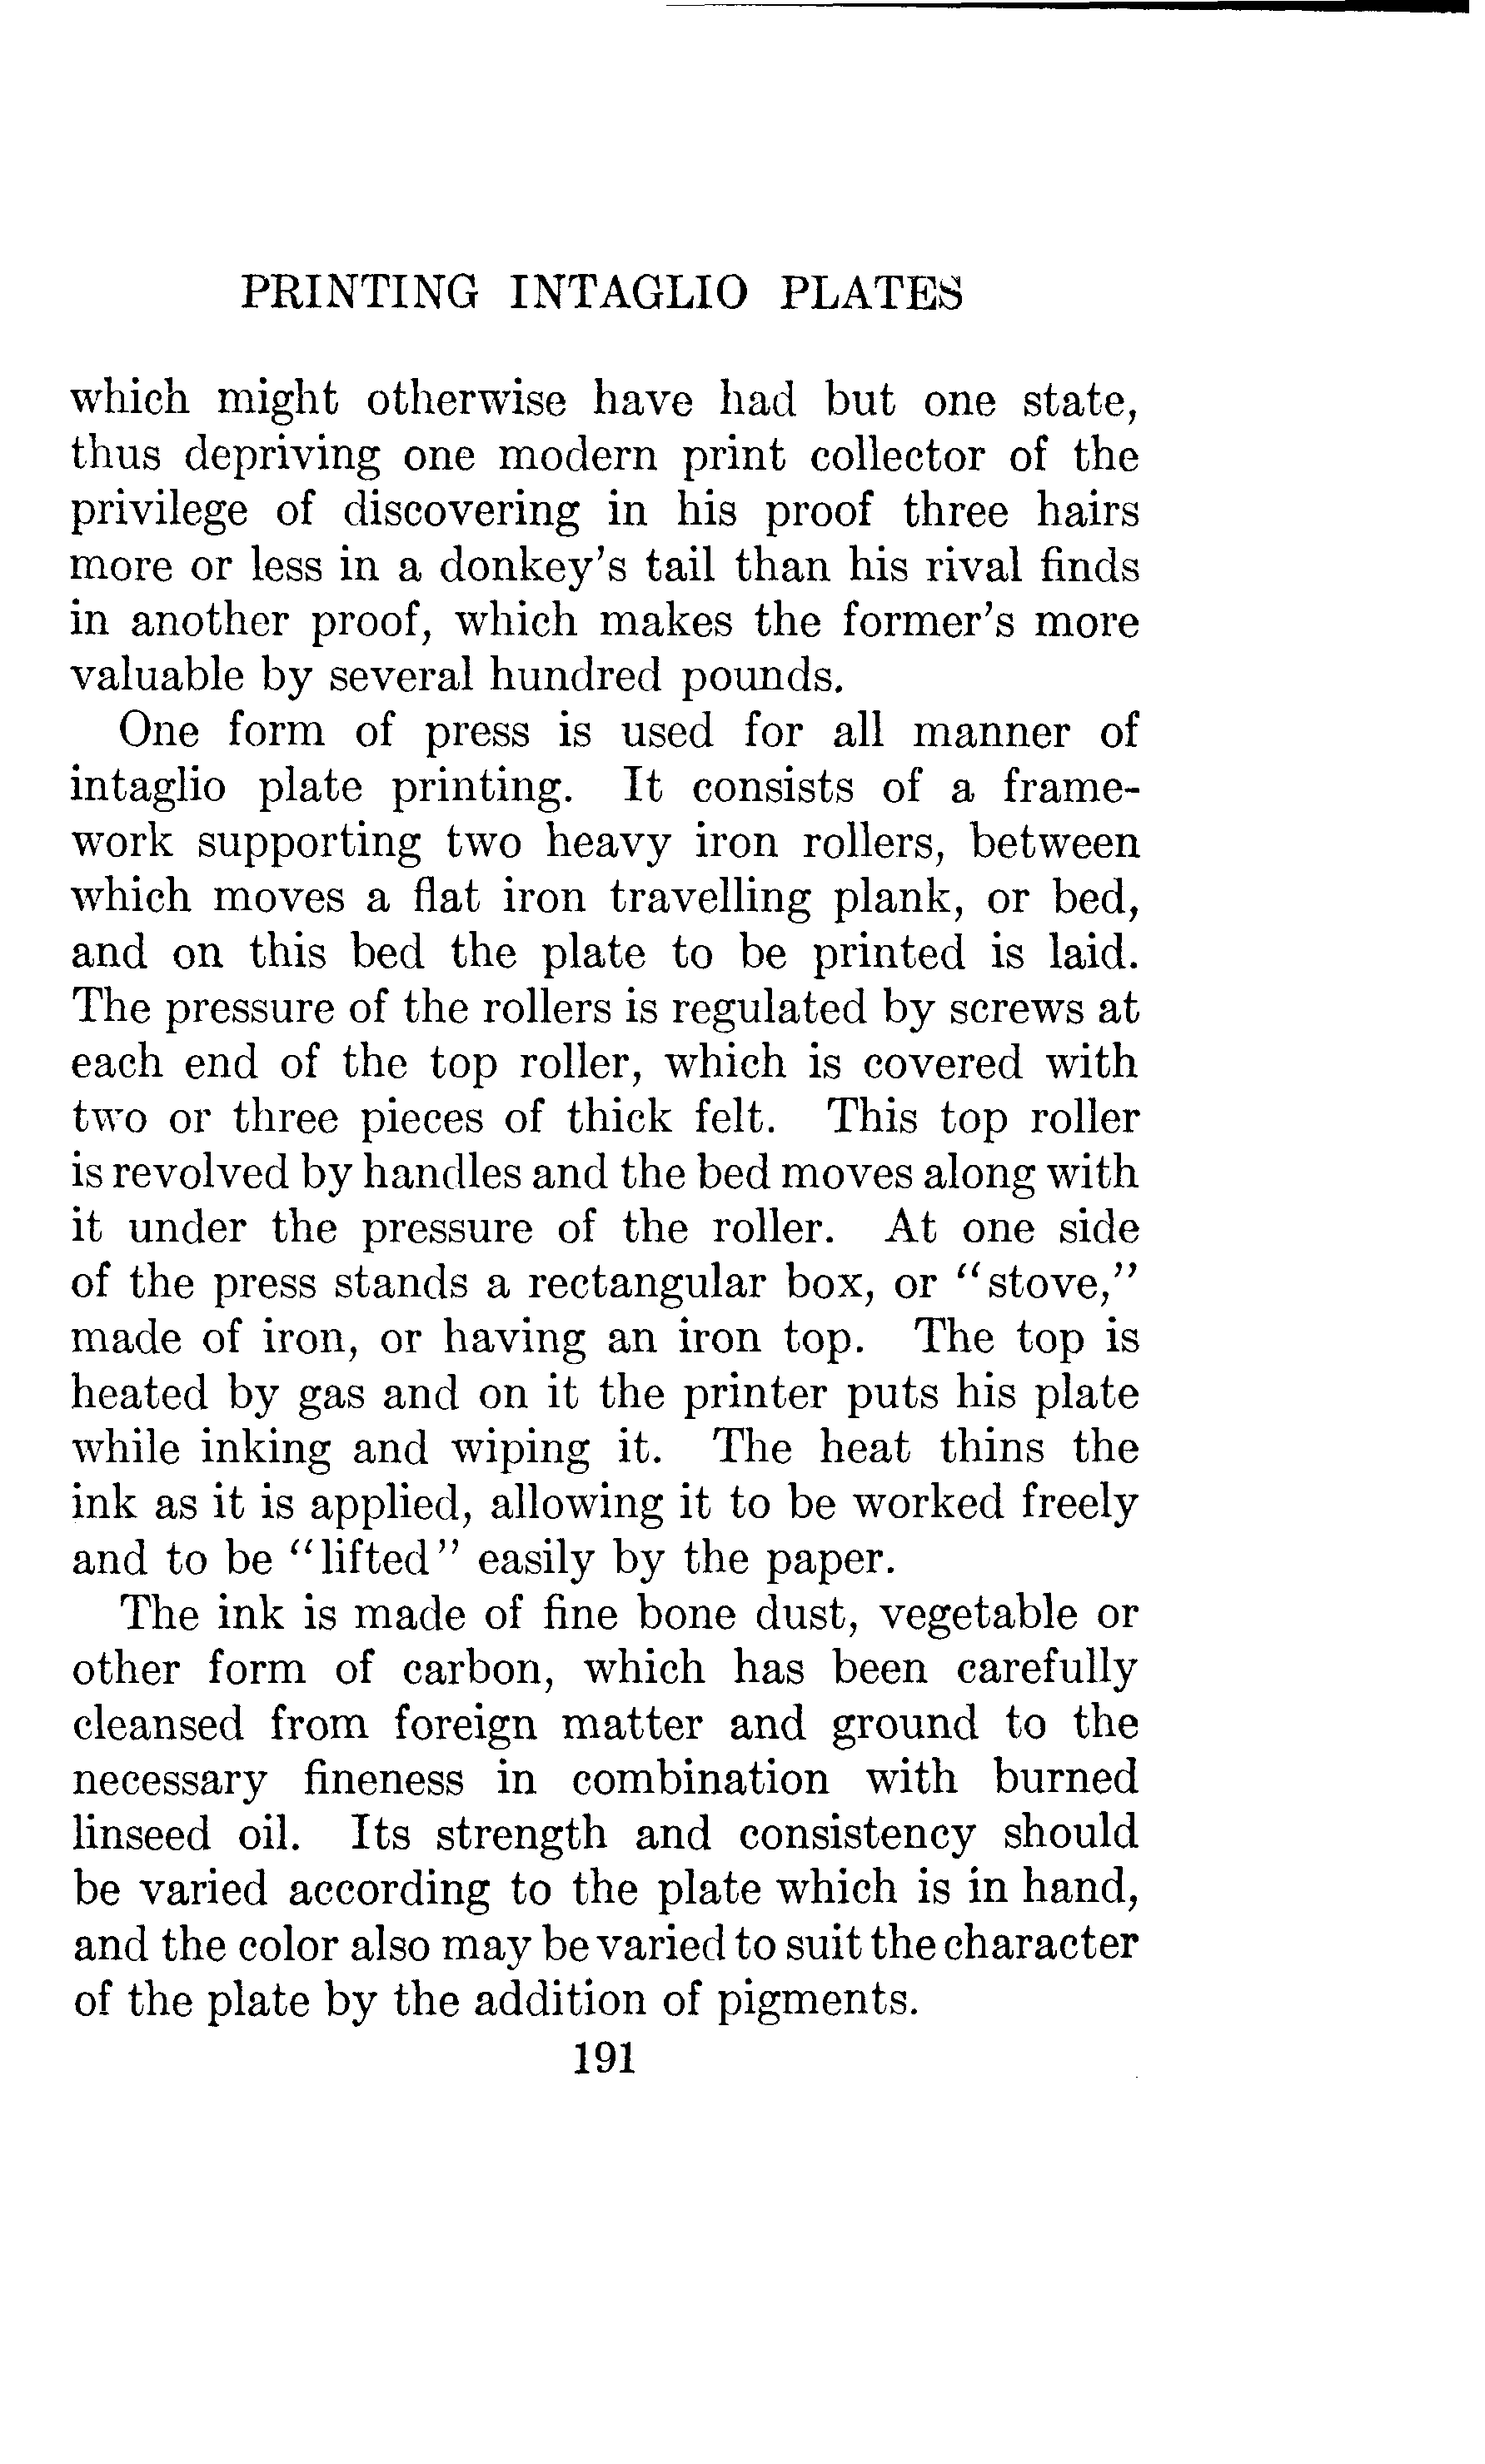 PRINTING INTAGLIO PLATES
which might otherwise have had but one state,
thus depriving one modern print collector of the
privilege of discovering in his proof three hairs
more or less in a donkey's tail than his rival finds
in another proof, which makes the former's more
valuable by several hundred pounds.
One form of press is used for all manner of
intaglio plate printing. It consists of a frame-
work supporting two heavy iron rollers, between
which moves a flat iron travelling plank, or bed,
and on this bed the plate to be printed is laid.
The pressure of the rollers is regulated by screws at
each end of the top roller, which is covered with
two or three pieces of thick felt. This top roller
is revolved by handles and the bed moves along with
it under the pressure of the roller. At one side
of the press stands a rectangular box, or "stove,"
made of iron, or having an iron top. The top is
heated by gas and on it the printer puts his plate
while inking and wiping it. The heat thins the
ink as it is applied, allowing it to be worked freely
and to be "lifted" easily by the paper.
The ink is made of fine bone dust, vegetable or
other form of carbon, which has been carefully
cleansed from foreign matter and ground to the
necessary fineness in combination with burned
linseed oil. Its strength and consistency should
be varied according to the plate which is in hand,
and the color also may be varied to suit the character
of the plate by the addition of pigments.
191